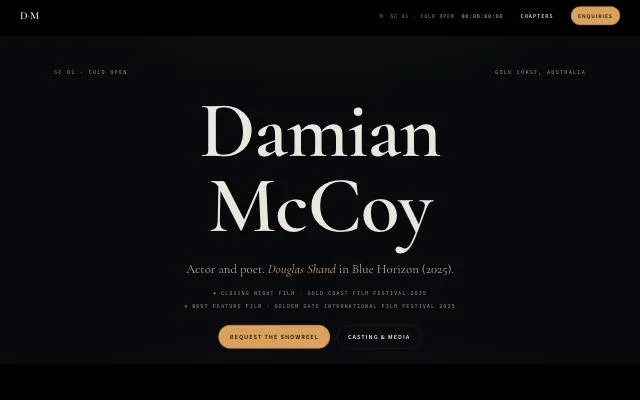 D·M
SC 01 · COLD OPEN 00:00:00:00
CHAPTERS
ENQUIRIES
SC 01 · COLD OPEN
GOLD COAST, AUSTRALIA
Damian
McCoy
Actor and poet. Douglas Shand in Blue Horizon (2025).
CLOSING NIGHT FILM · GOLD COAST FILM FESTIVAL 2025
BEST FEATURE FILM · GOLDEN GATE INTERNATIONAL FILM FESTIVAL 2025
REQUEST THE SHOWREEL
CASTING & MEDIA